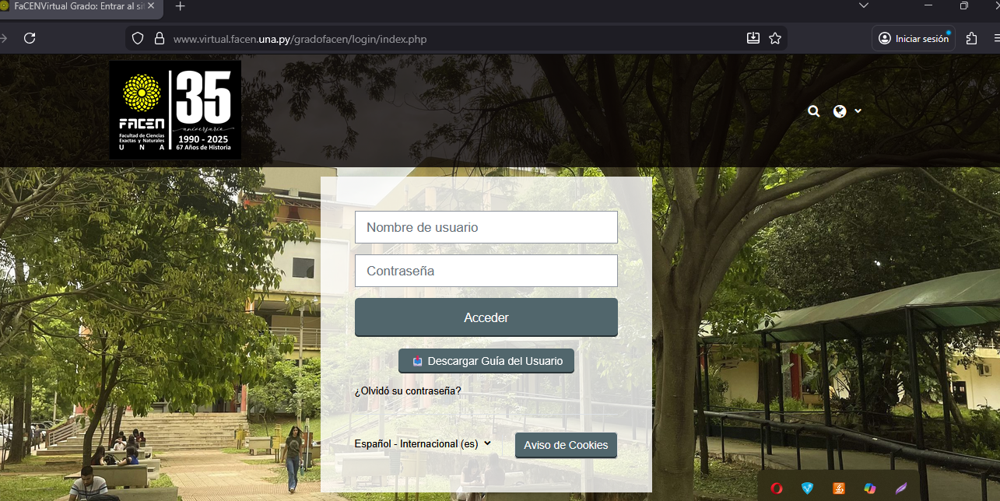 FaCENVirtual Grado: Entrar al si
www.virtual.facen.una.py/gradofacen/login/index.php
Iniciar sesión
FACEN
Facultad de Ciencias
Exactas y Naturales
U N A
35
aniversario
1990 - 2025
67 Años de Historia
Nombre de usuario
Contraseña
Acceder
Descargar Guía del Usuario
¿Olvidó su contraseña?
Español - Internacional (es)
Aviso de Cookies